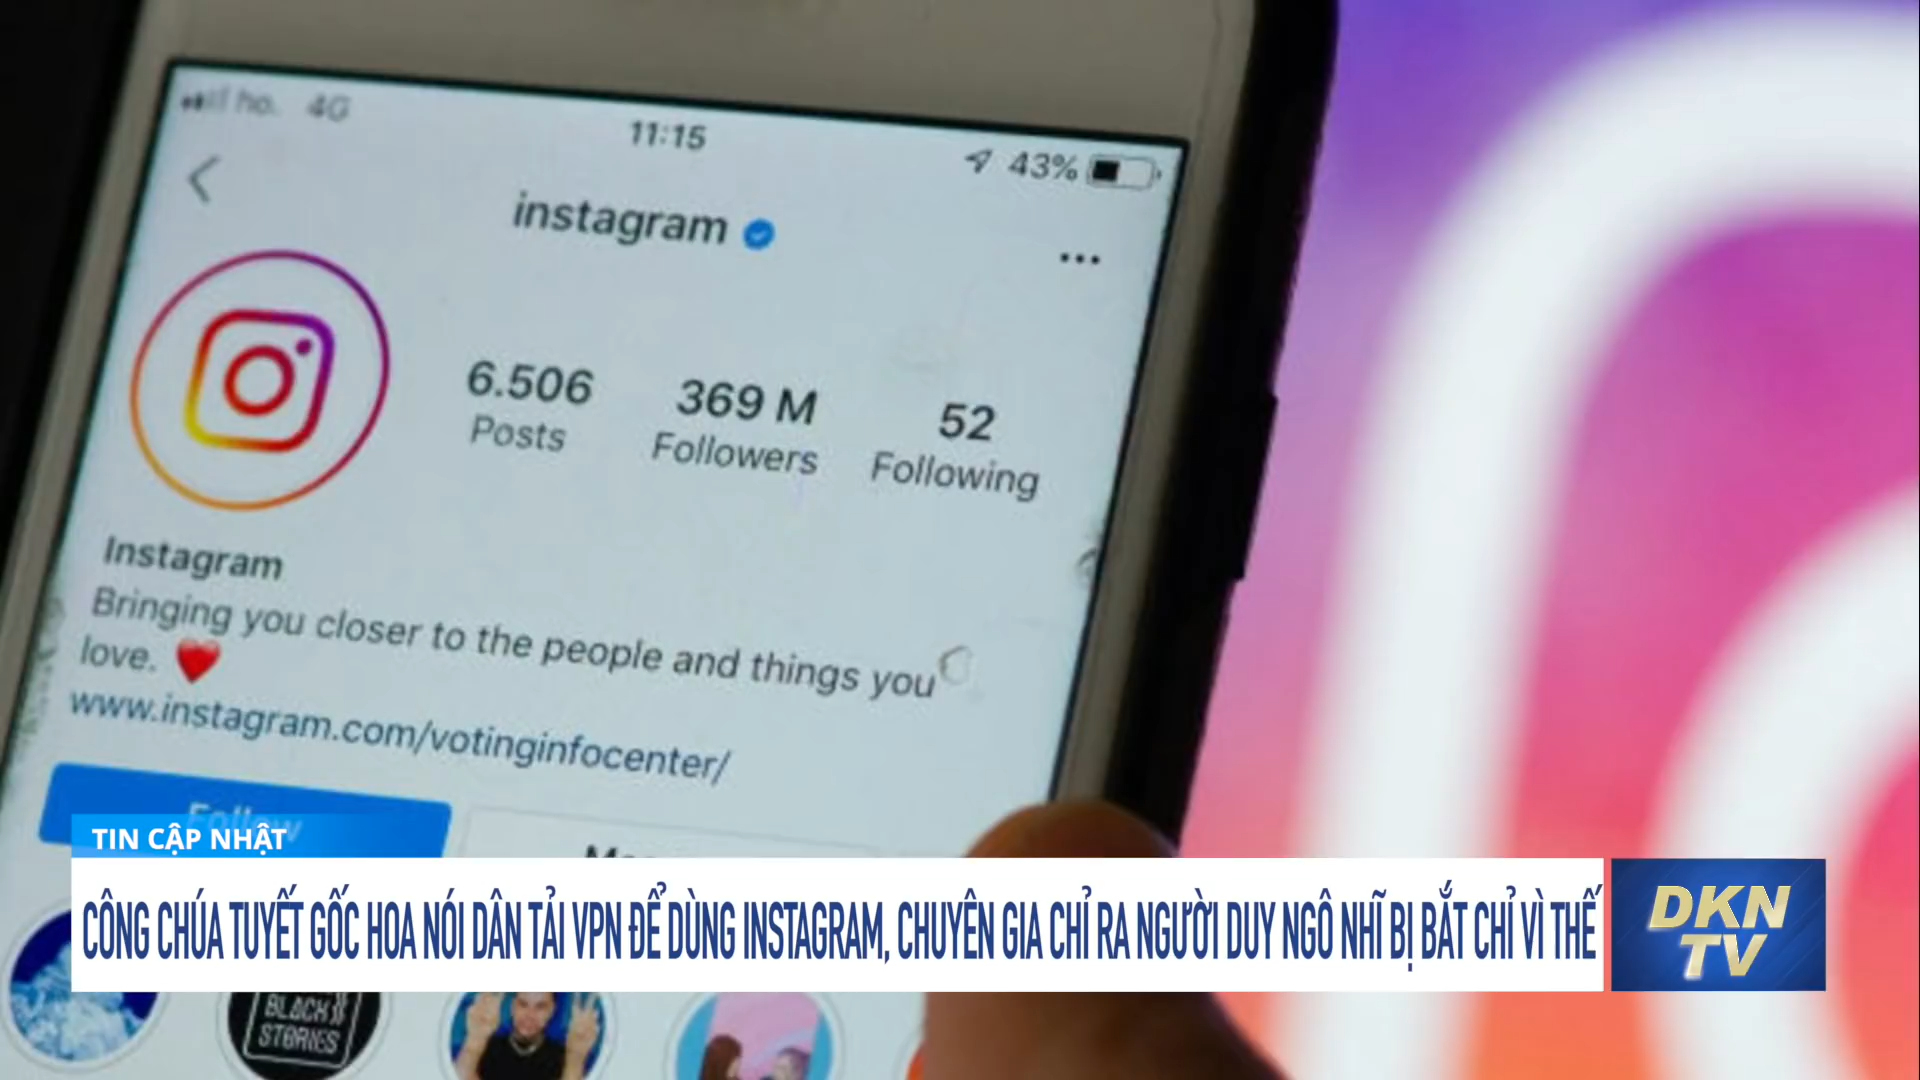 4G
11:15
43%
instagram
6.506 369 M 52
Posts Followers Following
Instagram
Bringing you closer to the people and things you
love. ❤️
www.instagram.com/votinginfocenter/
Follow
TIN CẬP NHẬT
CÔNG CHÚA TUYẾT GỐC HOA NÓI DÂN TẢI VPN ĐỂ DÙNG INSTAGRAM, CHUYÊN GIA CHỈ RA NGƯỜI DUY NGÔ NHĨ BỊ BẮT CHỈ VÌ THẾ
DKN
TV
BLACK
STORIES